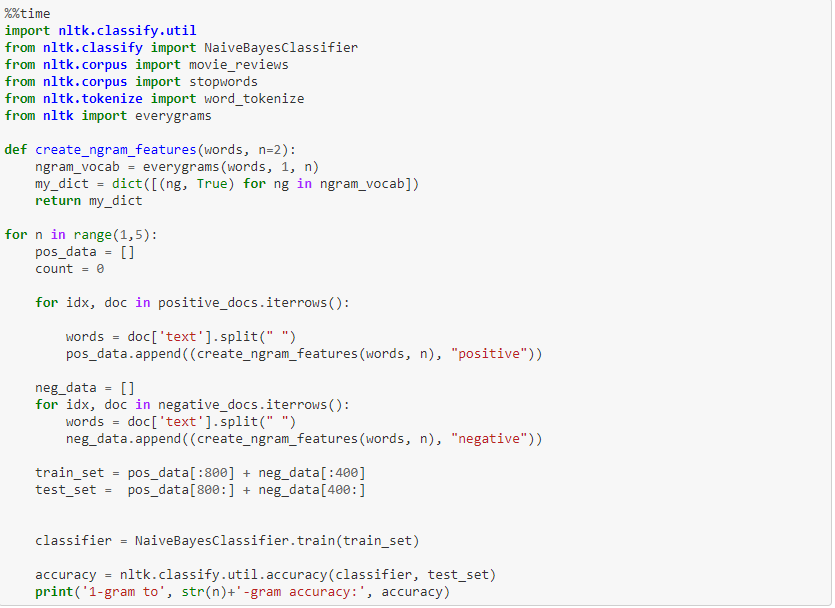 %%time
import nltk.classify.util
from nltk.classify import NaiveBayesClassifier
from nltk.corpus import movie_reviews
from nltk.corpus import stopwords
from nltk.tokenize import word_tokenize
from nltk import everygrams

def create_ngram_features(words, n=2):
    ngram_vocab = everygrams(words, 1, n)
    my_dict = dict([(ng, True) for ng in ngram_vocab])
    return my_dict

for n in range(1,5):
    pos_data = []
    count = 0

    for idx, doc in positive_docs.iterrows():

        words = doc['text'].split(" ")
        pos_data.append((create_ngram_features(words, n), "positive"))

    neg_data = []
    for idx, doc in negative_docs.iterrows():
        words = doc['text'].split(" ")
        neg_data.append((create_ngram_features(words, n), "negative"))

    train_set = pos_data[:800] + neg_data[:400]
    test_set =  pos_data[800:] + neg_data[400:]


    classifier = NaiveBayesClassifier.train(train_set)

    accuracy = nltk.classify.util.accuracy(classifier, test_set)
    print('1-gram to', str(n)+'-gram accuracy:', accuracy)